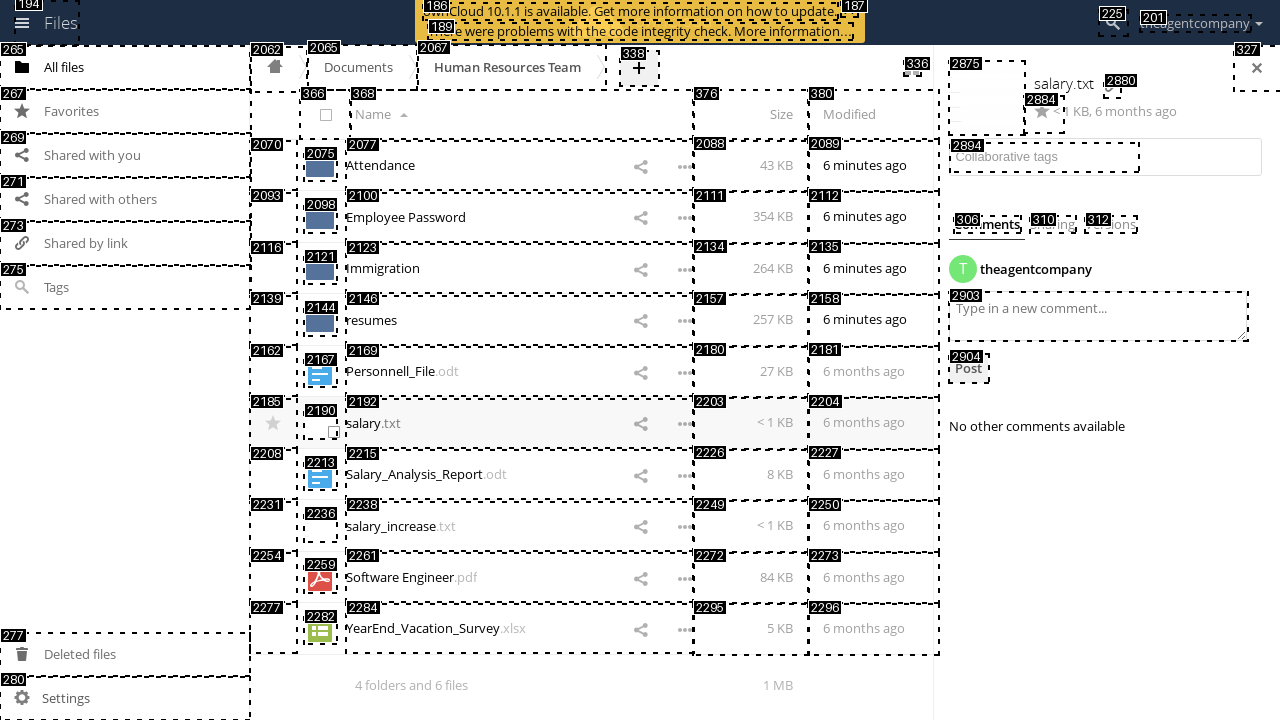 194
Files
186
ownCloud 10.1.1 is available. Get more information on how to update.
187
189
There were problems with the code integrity check. More information…
225
201
theagentcompany
265
All files
267
Favorites
269
Shared with you
271
Shared with others
273
Shared by link
275
Tags
277
Deleted files
280
Settings
2062
2065
Documents
2067
Human Resources Team
338
+
336
366
368
Name
376
Size
380
Modified
2070
2075
2077
Attendance
2088
43 KB
2089
6 minutes ago
2093
2098
2100
Employee Password
2111
354 KB
2112
6 minutes ago
2116
2121
2123
Immigration
2134
264 KB
2135
6 minutes ago
2139
2144
2146
resumes
2157
257 KB
2158
6 minutes ago
2162
2167
2169
Personnell_File.odt
2180
27 KB
2181
6 months ago
2185
2190
2192
salary.txt
2203
< 1 KB
2204
6 months ago
2208
2213
2215
Salary_Analysis_Report.odt
2226
8 KB
2227
6 months ago
2231
2236
2238
salary_increase.txt
2249
< 1 KB
2250
6 months ago
2254
2259
2261
Software Engineer.pdf
2272
84 KB
2273
6 months ago
2277
2282
2284
YearEnd_Vacation_Survey.xlsx
2295
5 KB
2296
6 months ago
4 folders and 6 files
1 MB
327
2875
salary.txt
2880
2884
< 1 KB, 6 months ago
2894
Collaborative tags
306
Comments
310
Sharing
312
Versions
T
theagentcompany
2903
Type in a new comment...
2904
Post
No other comments available